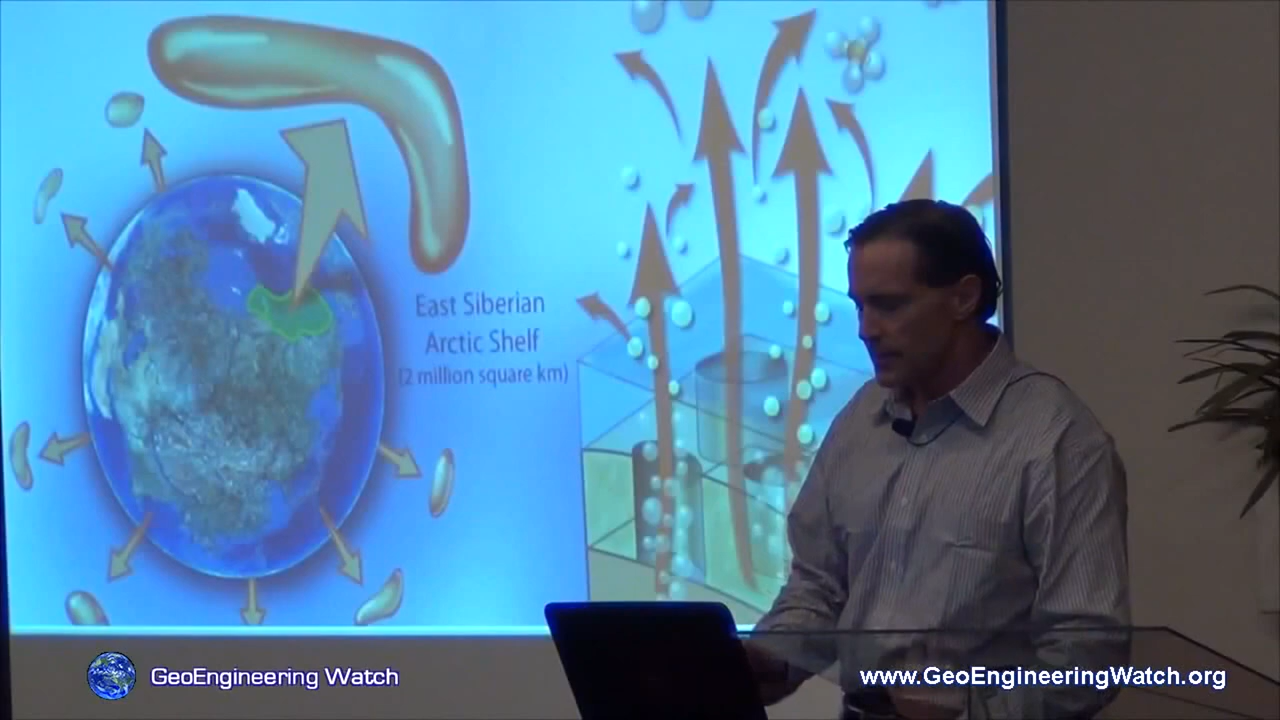 East Siberian
Arctic Shelf
(2 million square km)
GeoEngineering Watch
www.GeoEngineeringWatch.org